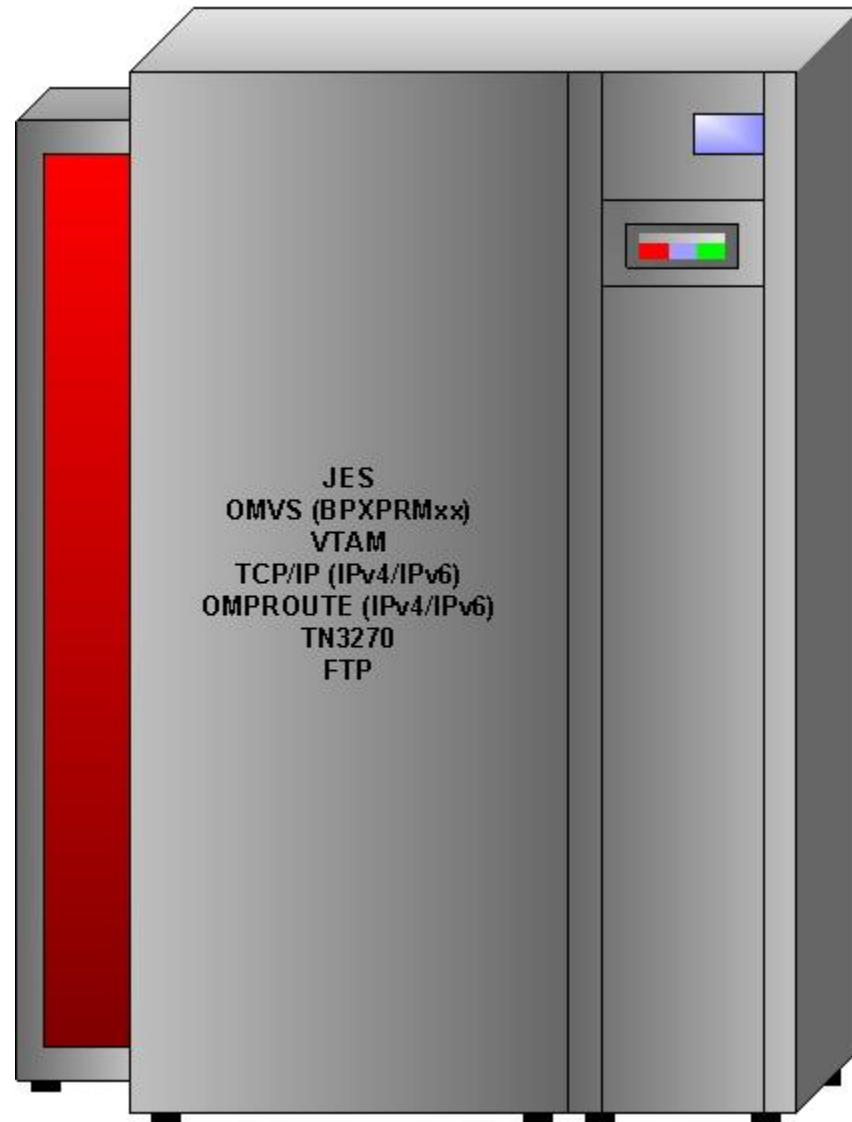 JES
OMVS (BPXPRMxx)
VTAM
TCP/IP (IPv4/IPv6)
OMPROUTE (IPv4/IPv6)
TN3270
FTP